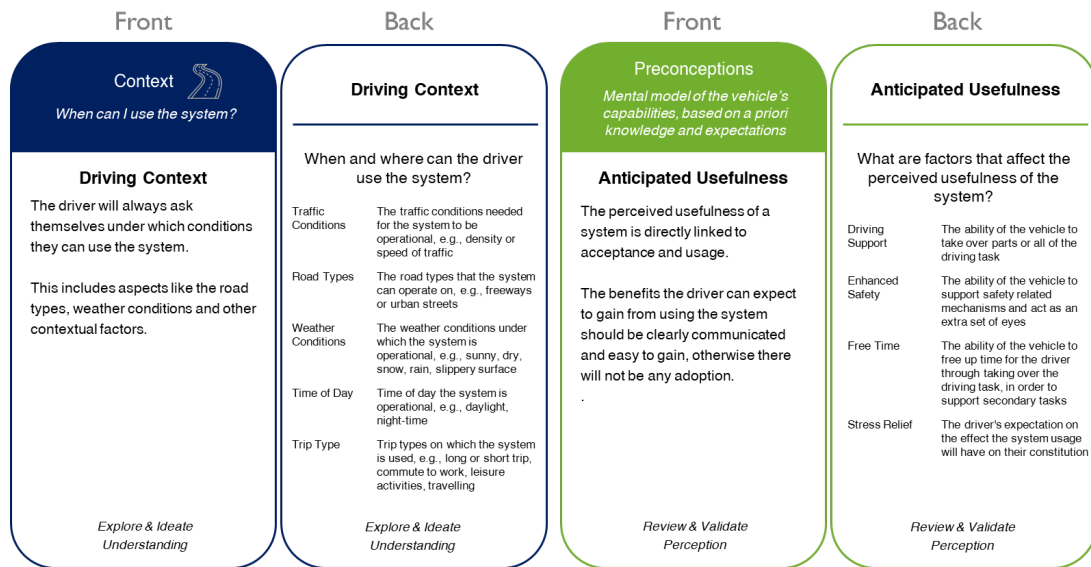 Front
Context
When can I use the system?
Driving Context
The driver will always ask
themselves under which conditions
they can use the system.
This includes aspects like the road
types, weather conditions and other
contextual factors.
Explore & Ideate
Understanding
Back
Driving Context
When and where can the driver
use the system?
Traffic
Conditions
The traffic conditions needed
for the system to be
operational, e.g., density or
speed of traffic
Road Types
The road types that the system
can operate on, e.g., freeways
or urban streets
Weather
Conditions
The weather conditions under
which the system is
operational, e.g., sunny, dry,
snow, rain, slippery surface
Time of Day
Time of day the system is
operational, e.g., daylight,
night-time
Trip Type
Trip types on which the system
is used, e.g., long or short trip,
commute to work, leisure
activities, travelling
Explore & Ideate
Understanding
Front
Preconceptions
Mental model of the vehicle's
capabilities, based on a priori
knowledge and expectations
Anticipated Usefulness
The perceived usefulness of a
system is directly linked to
acceptance and usage.
The benefits the driver can expect
to gain from using the system
should be clearly communicated
and easy to gain, otherwise there
will not be any adoption.
.
Review & Validate
Perception
Back
Anticipated Usefulness
What are factors that affect the
perceived usefulness of the
system?
Driving
Support
The ability of the vehicle to
take over parts or all of the
driving task
Enhanced
Safety
The ability of the vehicle to
support safety related
mechanisms and act as an
extra set of eyes
Free Time
The ability of the vehicle to
free up time for the driver
through taking over the
driving task, in order to
support secondary tasks
Stress Relief
The driver's expectation on
the effect the system usage
will have on their constitution
Review & Validate
Perception